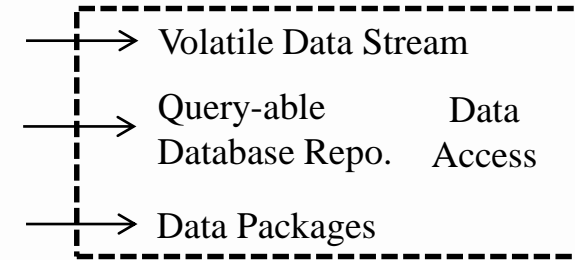 Volatile Data Stream
Query-able
Database Repo.
Data
Access
Data Packages